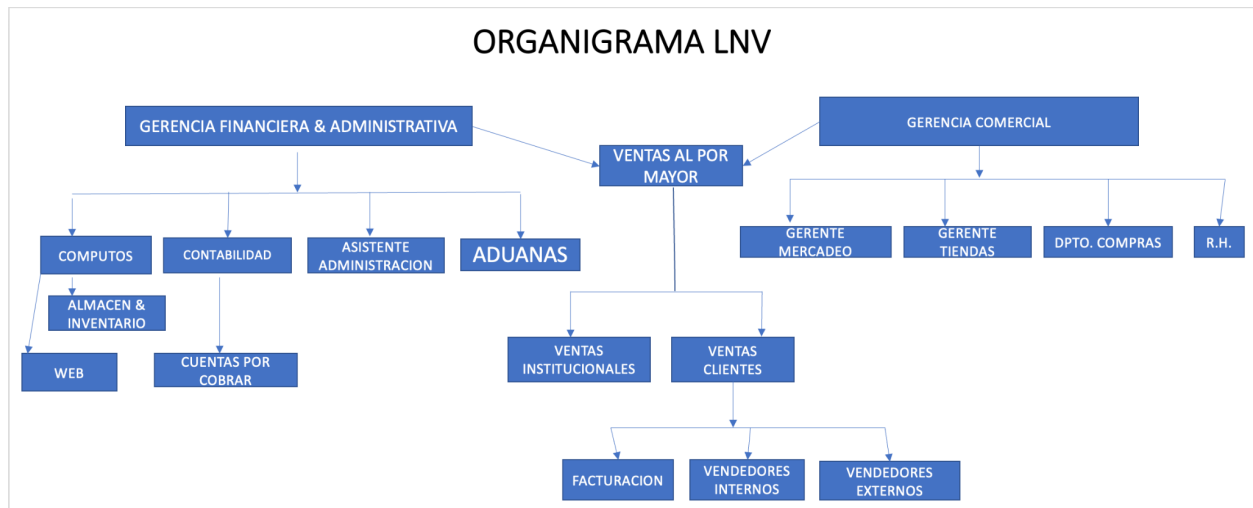 ORGANIGRAMA LNV
GERENCIA FINANCIERA & ADMINISTRATIVA
GERENCIA COMERCIAL
VENTAS AL POR
MAYOR
COMPUTOS
CONTABILIDAD
ASISTENTE
ADMINISTRACION
ADUANAS
GERENTE
MERCADEO
GERENTE
TIENDAS
DPTO. COMPRAS
R.H.
ALMACEN &
INVENTARIO
WEB
CUENTAS POR
COBRAR
VENTAS
INSTITUCIONALES
VENTAS
CLIENTES
FACTURACION
VENDEDORES
INTERNOS
VENDEDORES
EXTERNOS